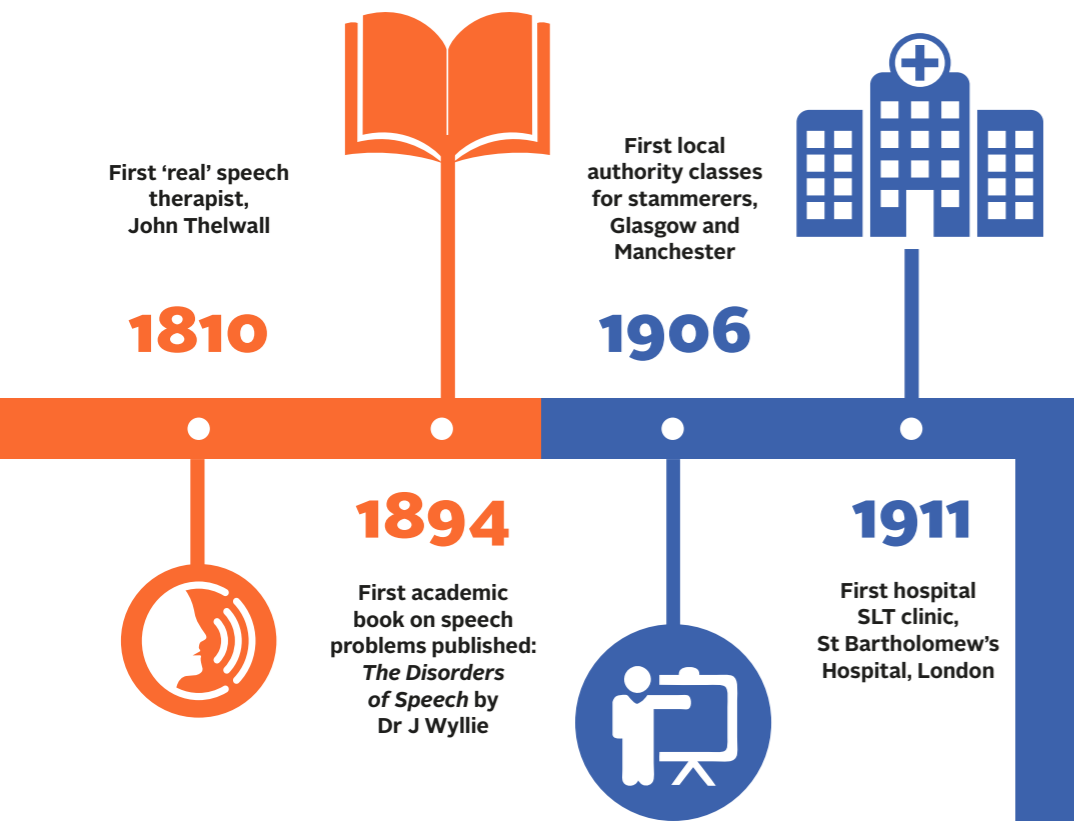 First ‘real’ speech
therapist,
John Thelwall
1810
1894
First academic
book on speech
problems published:
The Disorders
of Speech by
Dr J Wyllie
First local
authority classes
for stammerers,
Glasgow and
Manchester
1906
1911
First hospital
SLT clinic,
St Bartholomew’s
Hospital, London